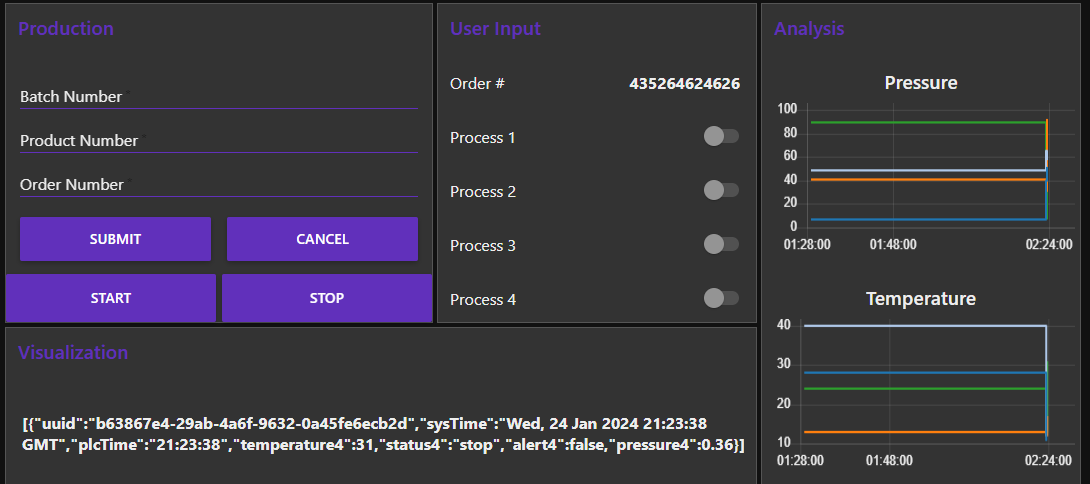 Production
Batch Number *
Product Number *
Order Number *
SUBMIT
CANCEL
START
STOP
User Input
Order #
435264624626
Process 1
Process 2
Process 3
Process 4
Analysis
Pressure
100
80
60
40
20
0
01:28:00
01:48:00
02:24:00
Temperature
40
30
20
10
01:28:00
01:48:00
02:24:00
Visualization
[{"uuid":"b63867e4-29ab-4a6f-9632-0a45fe6ecb2d","sysTime":"Wed, 24 Jan 2024 21:23:38
GMT","plcTime":"21:23:38","temperature4":31,"status4":"stop","alert4":false,"pressure4":0.36}]